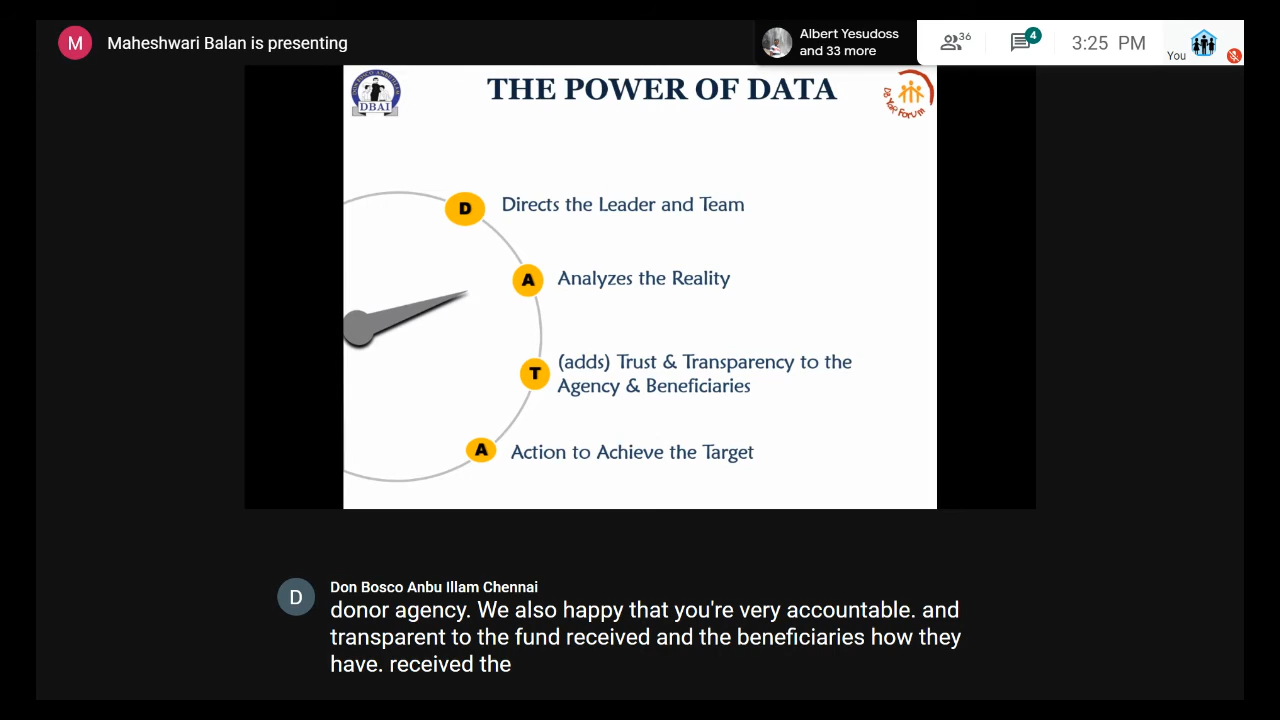 M Maheshwari Balan is presenting
Albert Yesudoss
and 33 more
36
4
3:25 PM
You
DBAI
THE POWER OF DATA
DB YaR Forum
D Directs the Leader and Team
A Analyzes the Reality
T (adds) Trust & Transparency to the
Agency & Beneficiaries
A Action to Achieve the Target
D Don Bosco Anbu Illam Chennai
donor agency. We also happy that you're very accountable. and
transparent to the fund received and the beneficiaries how they
have. received the